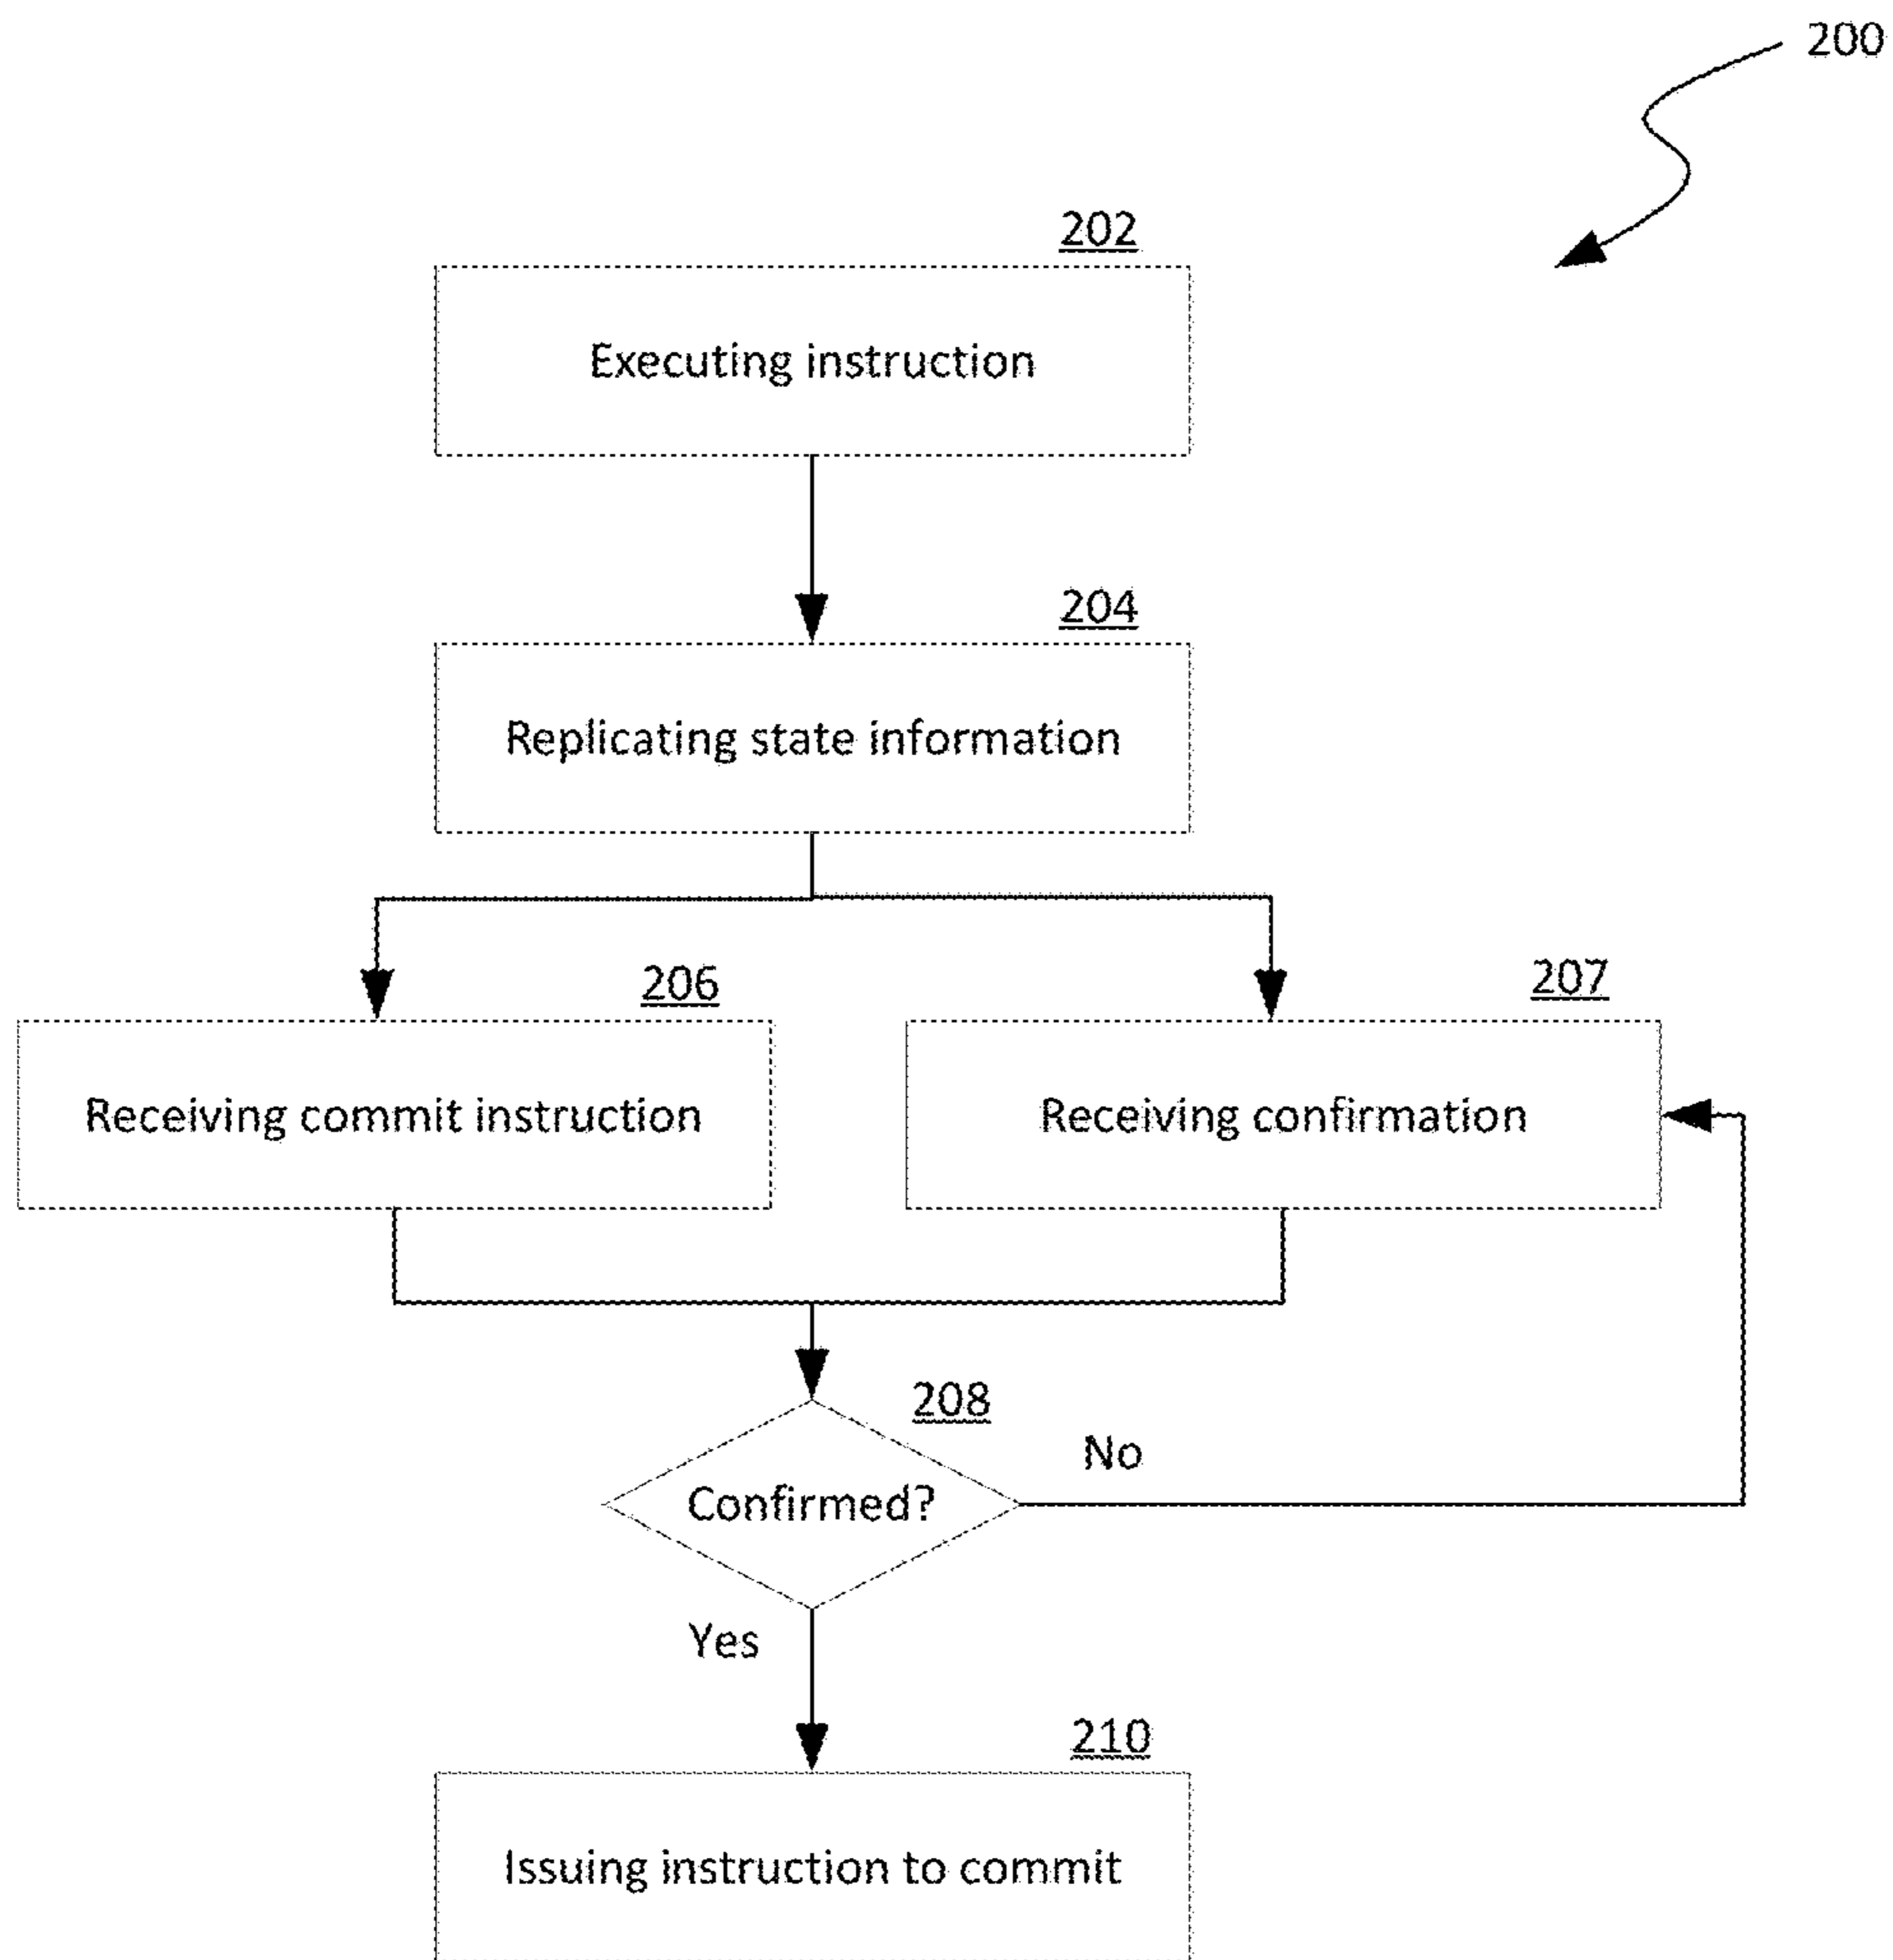 200
202
Executing instruction
204
Replicating state information
206
207
Receiving commit instruction
Receiving confirmation
208
No
Confirmed?
Yes
210
Issuing instruction to commit